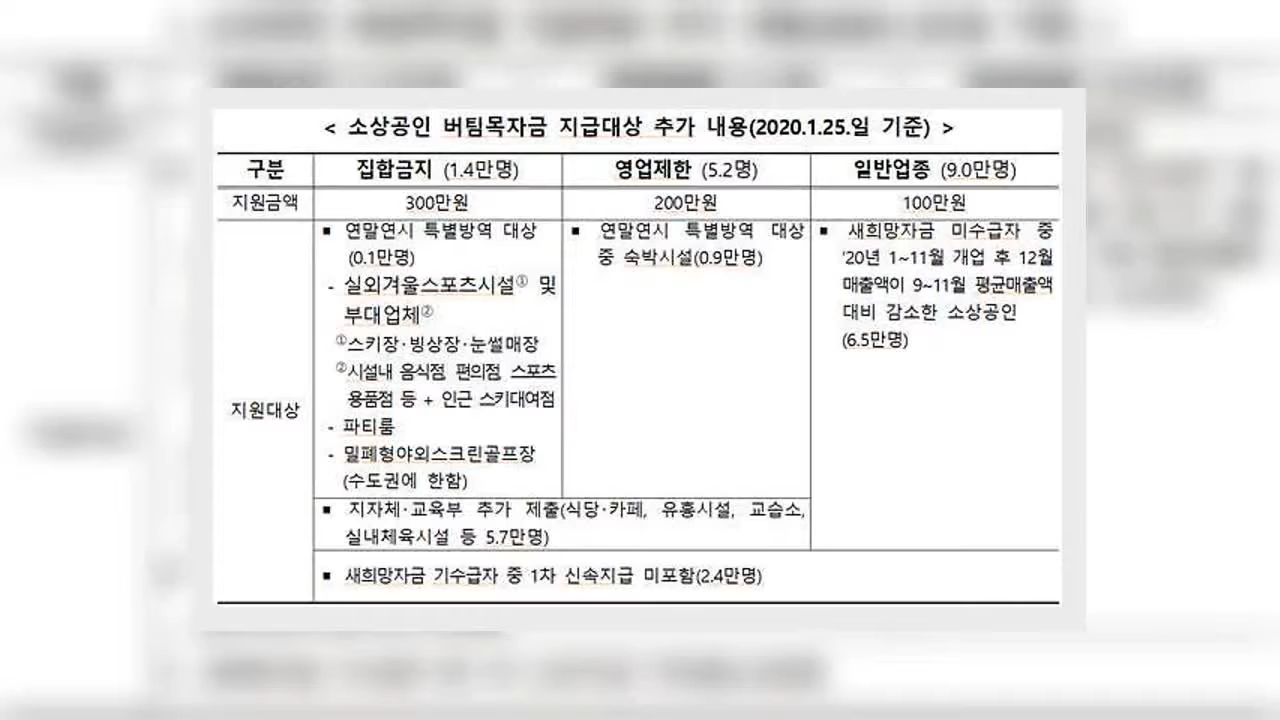 < 소상공인 버팀목자금 지급대상 추가 내용(2020.1.25.일 기준) >
구분 집합금지 (1.4만명) 영업제한 (5.2명) 일반업종 (9.0만명)
지원금액 300만원 200만원 100만원
지원대상
▪ 연말연시 특별방역 대상
(0.1만명)
- 실외겨울스포츠시설① 및
부대업체②
①스키장·빙상장·눈썰매장
②시설내 음식점, 편의점, 스포츠
용품점 등 + 인근 스키대여점
- 파티룸
- 밀폐형야외스크린골프장
(수도권에 한함)
▪ 연말연시 특별방역 대상
중 숙박시설(0.9만명)
▪ 새희망자금 미수급자 중
'20년 1~11월 개업 후 12월
매출액이 9~11월 평균매출액
대비 감소한 소상공인
(6.5만명)
▪ 지자체·교육부 추가 제출(식당·카페, 유흥시설, 교습소,
실내체육시설 등 5.7만명)
▪ 새희망자금 기수급자 중 1차 신속지급 미포함(2.4만명)